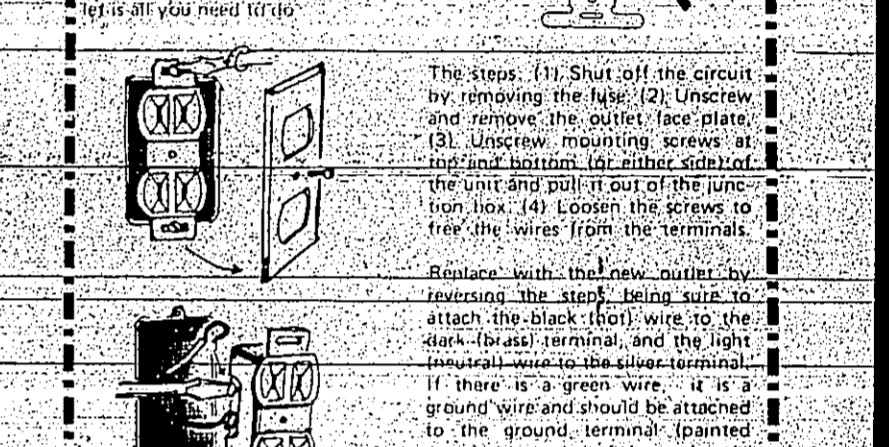 let is all you need to do
The steps: (1) Shut off the circuit
by removing the fuse. (2) Unscrew
and remove the outlet face plate.
(3) Unscrew mounting screws at
top and bottom (or either side) of
the unit and pull it out of the junc-
tion box. (4) Loosen the screws to
free the wires from the terminals.
Replace with the new outlet by
reversing the steps, being sure to
attach the black (hot) wire to the
dark (brass) terminal, and the light
(neutral) wire to the silver terminal.
If there is a green wire, it is a
ground wire and should be attached
to the ground terminal (painted